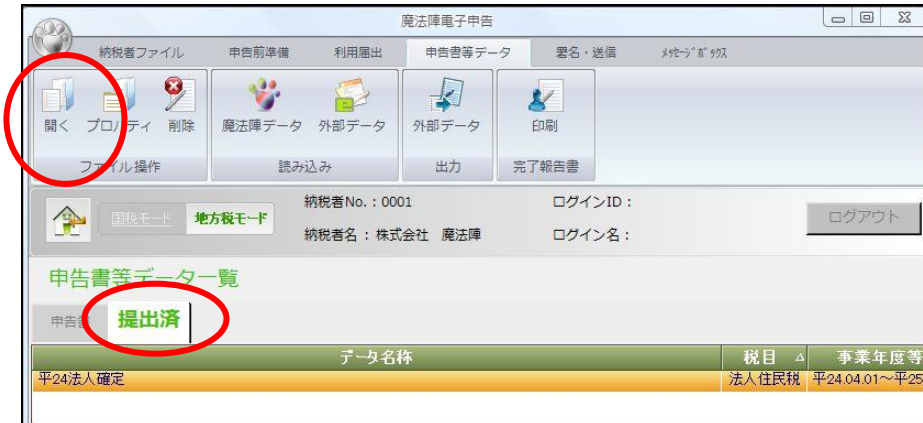 魔法陣電子申告
納税者ファイル 申告前準備 利用届出 申告書等データ 署名・送信 メッセージボックス
開く プロパティ 削除 魔法陣データ 外部データ 外部データ 印刷
ファイル操作 読み込み 出力 完了報告書
納税者No.:0001 ログインID:
国税モード 地方税モード ログアウト
納税者名:株式会社 魔法陣 ログイン名:
申告書等データ一覧
申告書 提出済
データ名称 税目 △ 事業年度等
平24法人確定 法人住民税 平24.04.01~平25